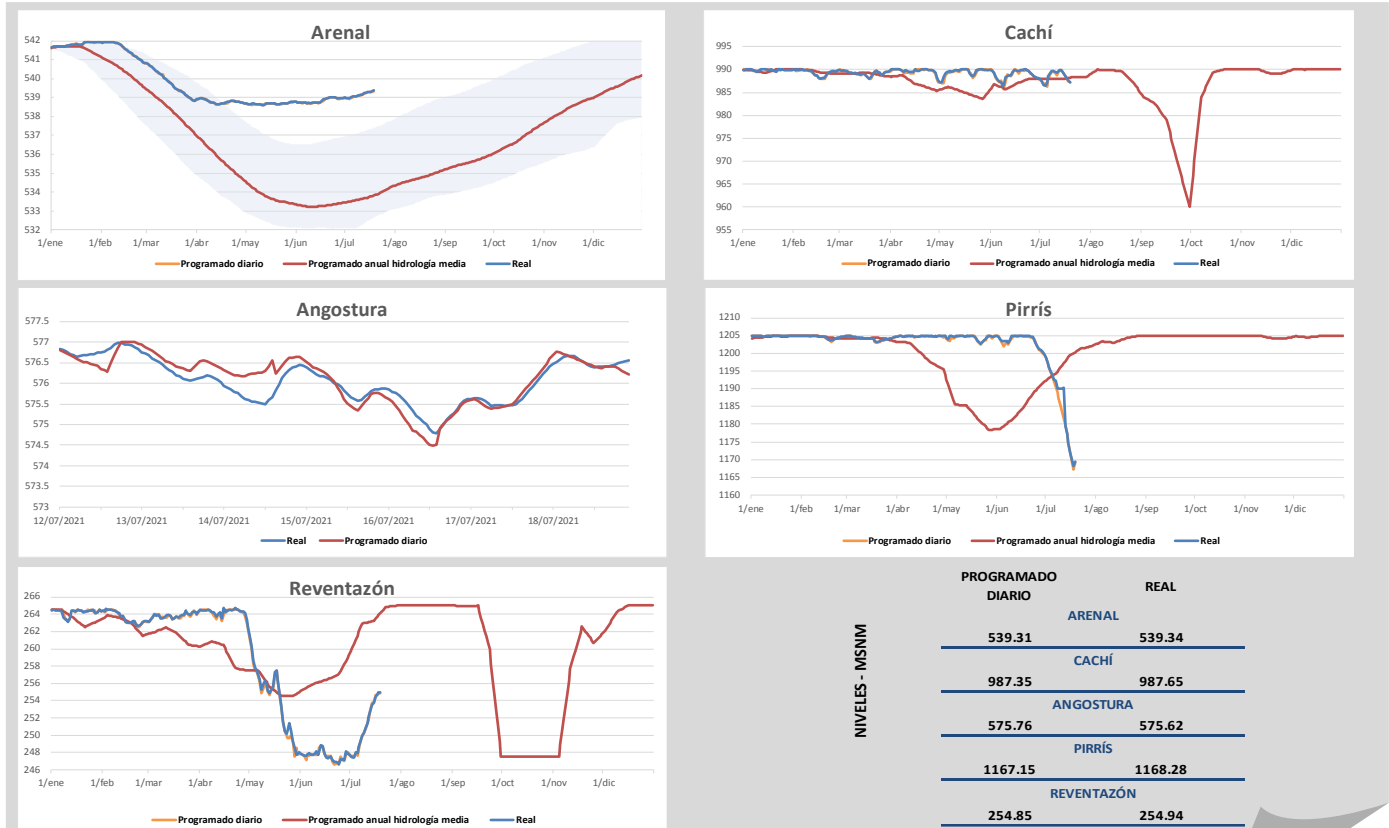 Arenal
542
541
540
539
537
536
534
533
532
1/ene 1/feb 1/mar 1/abr 1/may 1/jun 1/jul 1/ago 1/sep 1/oct 1/nov 1/dic
Programado diario Programado anual hidrología media Real
Cachí
995
990
985
980
975
970
965
960
955
1/ene 1/feb 1/mar 1/abr 1/may 1/jun 1/jul 1/ago 1/sep 1/oct 1/nov 1/dic
Programado diario Programado anual hidrología media Real
Angostura
577.5
577
576.5
576
575.5
575
574.5
574
573.5
573
12/07/2021 13/07/2021 14/07/2021 15/07/2021 16/07/2021 17/07/2021 18/07/2021
Real Programado diario
Pirrís
1210
1205
1200
1190
1185
1180
1175
1170
1165
1160
1/ene 1/feb 1/mar 1/abr 1/may 1/jun 1/jul 1/ago 1/sep 1/oct 1/nov 1/dic
Programado diario Programado anual hidrología media Real
Reventazón
266
264
262
260
258
256
254
252
250
248
246
1/ene 1/feb 1/mar 1/abr 1/may 1/jun 1/jul 1/ago 1/sep 1/oct 1/nov 1/dic
Programado diario Programado anual hidrología media Real
NIVELES - MSNM
PROGRAMADO
DIARIO REAL
ARENAL
539.31 539.34
CACHÍ
987.35 987.65
ANGOSTURA
575.76 575.62
PIRRÍS
1167.15 1168.28
REVENTAZÓN
254.85 254.94